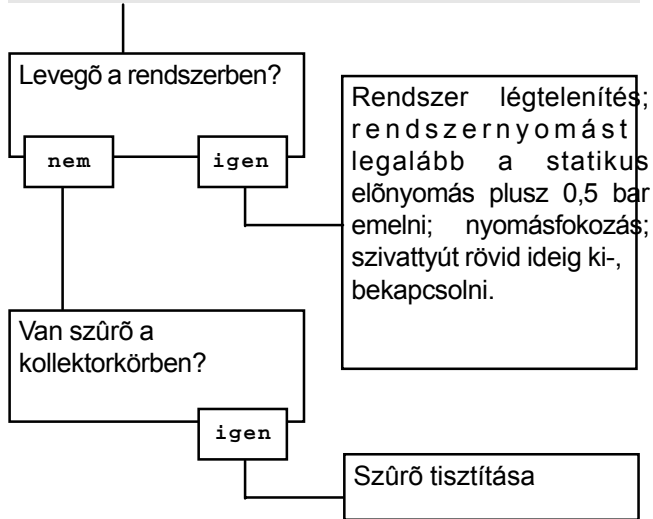 Levegõ a rendszerben?
nem
igen
Rendszer légtelenítés;
rendszernyomást
legalább a statikus
elõnyomás plusz 0,5 bar
emelni; nyomásfokozás;
szivattyút rövid ideig ki-,
bekapcsolni.
Van szûrõ a
kollektorkörben?
igen
Szûrõ tisztítása